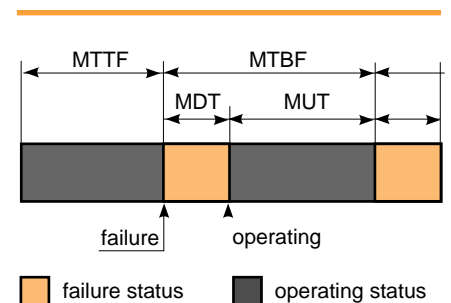 MTTF MTBF
MDT MUT
failure operating
failure status operating status